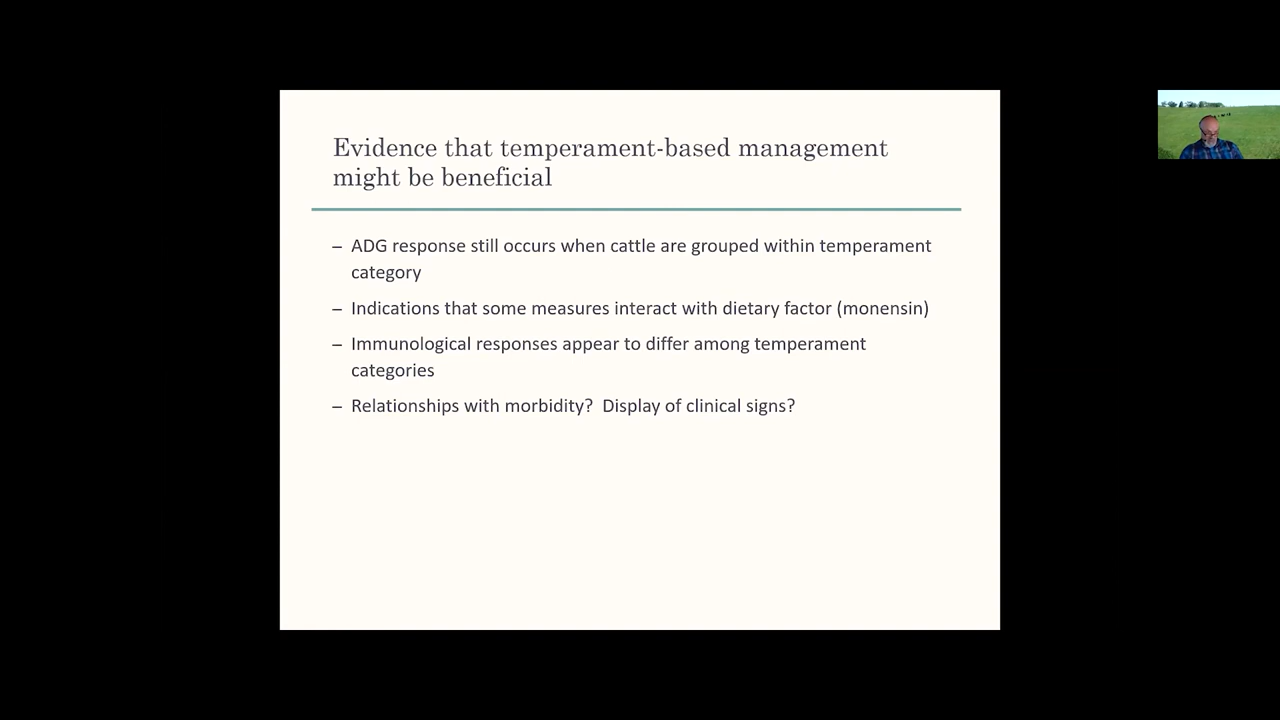 Evidence that temperament-based management
might be beneficial
– ADG response still occurs when cattle are grouped within temperament
category
– Indications that some measures interact with dietary factor (monensin)
– Immunological responses appear to differ among temperament
categories
– Relationships with morbidity?  Display of clinical signs?